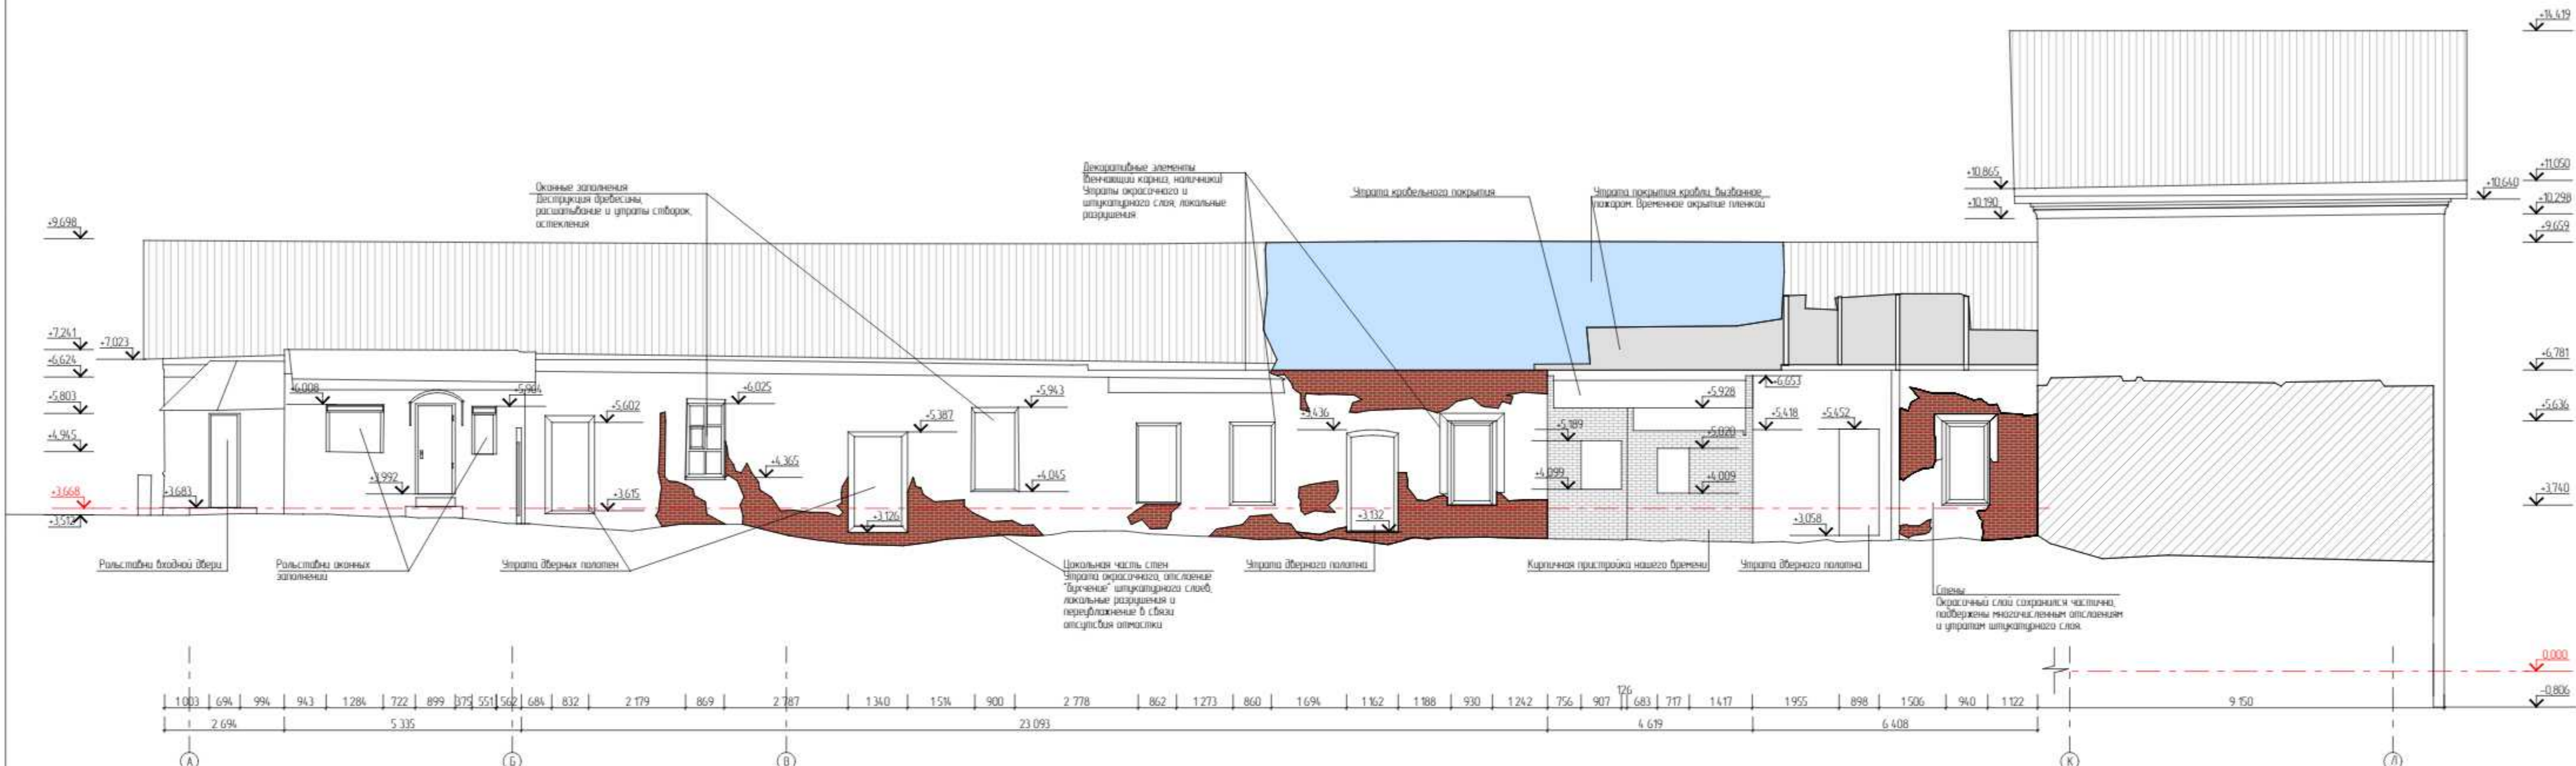 +14,419
+11,050
+10,865
+10,640
+10,298
+10,190
+9,698
+9,659
Оконные заполнения
Деструкция древесины,
расшатывание и утраты створок,
остекления
Декоративные элементы
(венчающий карниз, наличники)
Утраты окрасочного и
штукатурного слоя, локальные
разрушения
Утрата кровельного покрытия
Утрата покрытия кровли, вызванное
пожаром. Временное окрытие пленкой
+7,241
+7,023
+6,624
+5,803
+4,945
+3,668
+3,512
+3,683
+6,008
+3,992
+5,964
+5,602
+3,615
+6,025
+4,365
+5,387
+3,126
+5,943
+4,045
+3,132
+5,189
+4,099
+5,928
+5,020
+4,009
+6,653
+5,418
+5,452
+3,058
+6,781
+5,636
+3,740
Рольставни входной двери
Рольставни оконных
заполнений
Утрата дверных полотен
Цокольная часть стен
Утрата окрасочного, отслоение
"бухчение" штукатурного слоев,
локальные разрушения и
переувлажнение в связи
отсутсвия отмостки
Утрата дверного полотна
Кирпичная пристройка нашего времени
Утрата дверного полотна
Стены
Окрасочный слой сохранился частично,
подвержены многочисленным отслоениям
и утратам штукатурного слоя.
0,000
-0,806
1 003 694 994 943 1 284 722 899 375 551 562 684 832 2 179 869 2 787 1 340 1 514 900 2 778 862 1 273 860 1 694 1 162 1 188 930 1 242 756 907 126 683 717 1 417 1 955 898 1 506 940 1 122 9 150
2 694 5 335 23 093 4 619 6 408
А Б В К Л